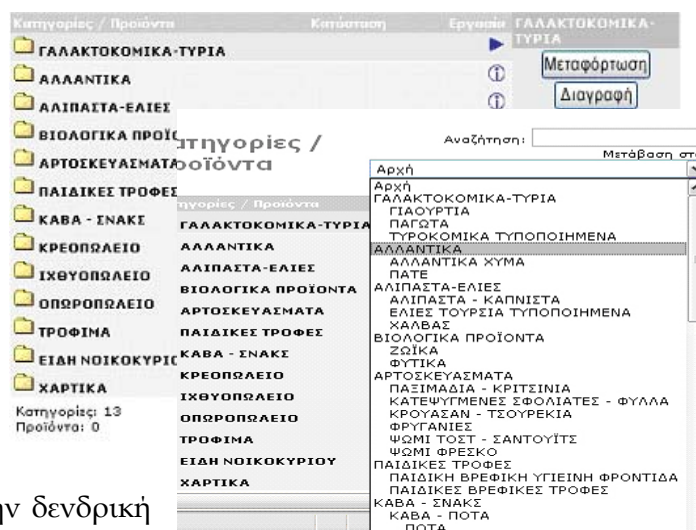 Κατηγορίες / Προϊόντα Κατάσταση Εργασία ΓΑΛΑΚΤΟΚΟΜΙΚΑ-
ΤΥΡΙΑ
ΓΑΛΑΚΤΟΚΟΜΙΚΑ-ΤΥΡΙΑ
Μεταφόρτωση
ΑΛΛΑΝΤΙΚΑ
Διαγραφή
ΑΛΙΠΑΣΤΑ-ΕΛΙΕΣ
ΒΙΟΛΟΓΙΚΑ ΠΡΟΪΟ
ΑΡΤΟΣΚΕΥΑΣΜΑΤΑ
ΠΑΙΔΙΚΕΣ ΤΡΟΦΕΣ
ΚΑΒΑ - ΣΝΑΚΣ
ΚΡΕΟΠΩΛΕΙΟ
ΙΧΘΥΟΠΩΛΕΙΟ
ΟΠΩΡΟΠΩΛΕΙΟ
ΤΡΟΦΙΜΑ
ΕΙΔΗ ΝΟΙΚΟΚΥΡΙΟ
ΧΑΡΤΙΚΑ
Κατηγορίες: 13
Προϊόντα: 0
ατηγορίες /
ροϊόντα
Αναζήτηση:
Μετάβαση στ
τηγορίες / Προϊόντα
ΓΑΛΑΚΤΟΚΟΜΙΚΑ-ΤΥΡΙΑ
ΑΛΛΑΝΤΙΚΑ
ΑΛΙΠΑΣΤΑ-ΕΛΙΕΣ
ΒΙΟΛΟΓΙΚΑ ΠΡΟΪΟΝΤΑ
ΑΡΤΟΣΚΕΥΑΣΜΑΤΑ
ΠΑΙΔΙΚΕΣ ΤΡΟΦΕΣ
ΚΑΒΑ - ΣΝΑΚΣ
ΚΡΕΟΠΩΛΕΙΟ
ΙΧΘΥΟΠΩΛΕΙΟ
ΟΠΩΡΟΠΩΛΕΙΟ
ΤΡΟΦΙΜΑ
ΕΙΔΗ ΝΟΙΚΟΚΥΡΙΟΥ
ΧΑΡΤΙΚΑ
Αρχή
Αρχή
ΓΑΛΑΚΤΟΚΟΜΙΚΑ-ΤΥΡΙΑ
ΓΙΑΟΥΡΤΙΑ
ΠΑΓΩΤΑ
ΤΥΡΟΚΟΜΙΚΑ ΤΥΠΟΠΟΙΗΜΕΝΑ
ΑΛΛΑΝΤΙΚΑ
ΑΛΛΑΝΤΙΚΑ ΧΥΜΑ
ΠΑΤΕ
ΑΛΙΠΑΣΤΑ-ΕΛΙΕΣ
ΑΛΙΠΑΣΤΑ - ΚΑΠΝΙΣΤΑ
ΕΛΙΕΣ ΤΟΥΡΣΙΑ ΤΥΠΟΠΟΙΗΜΕΝΑ
ΧΑΛΒΑΣ
ΒΙΟΛΟΓΙΚΑ ΠΡΟΪΟΝΤΑ
ΖΩΪΚΑ
ΦΥΤΙΚΑ
ΑΡΤΟΣΚΕΥΑΣΜΑΤΑ
ΠΑΞΙΜΑΔΙΑ - ΚΡΙΤΣΙΝΙΑ
ΚΑΤΕΨΥΓΜΕΝΕΣ ΣΦΟΛΙΑΤΕΣ - ΦΥΛΛΑ
ΚΡΟΥΑΣΑΝ - ΤΣΟΥΡΕΚΙΑ
ΦΡΥΓΑΝΙΕΣ
ΨΩΜΙ ΤΟΣΤ - ΣΑΝΤΟΥΪΤΣ
ΨΩΜΙ ΦΡΕΣΚΟ
ΠΑΙΔΙΚΕΣ ΤΡΟΦΕΣ
ΠΑΙΔΙΚΗ ΒΡΕΦΙΚΗ ΥΓΙΕΙΝΗ ΦΡΟΝΤΙΔΑ
ΠΑΙΔΙΚΕΣ ΒΡΕΦΙΚΕΣ ΤΡΟΦΕΣ
ΚΑΒΑ - ΣΝΑΚΣ
ΚΑΒΑ - ΠΟΤΑ
ΠΟΤΑ
ην δενδρική